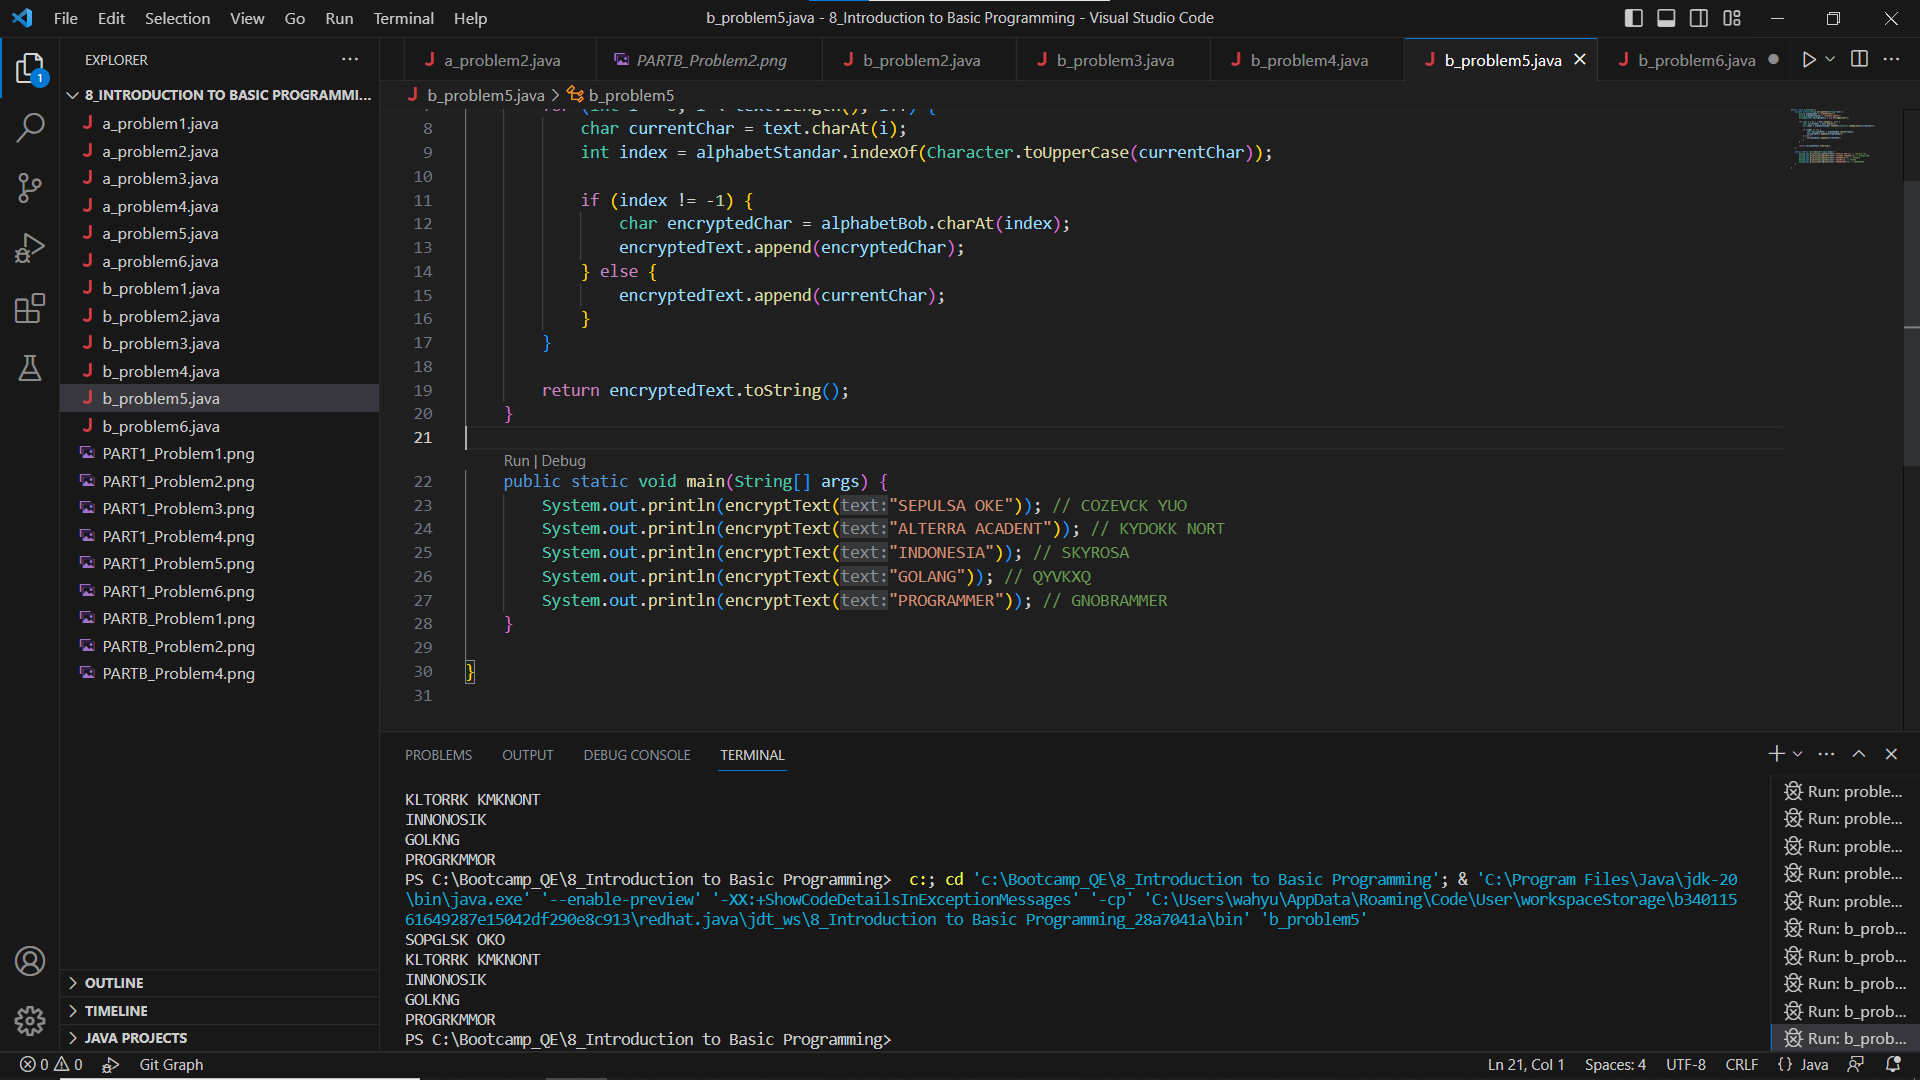 File Edit Selection View Go Run Terminal Help
b_problem5.java - 8_Introduction to Basic Programming - Visual Studio Code
EXPLORER
8_INTRODUCTION TO BASIC PROGRAMMI...
a_problem1.java
a_problem2.java
a_problem3.java
a_problem4.java
a_problem5.java
a_problem6.java
b_problem1.java
b_problem2.java
b_problem3.java
b_problem4.java
b_problem5.java
b_problem6.java
PART1_Problem1.png
PART1_Problem2.png
PART1_Problem3.png
PART1_Problem4.png
PART1_Problem5.png
PART1_Problem6.png
PARTB_Problem1.png
PARTB_Problem2.png
PARTB_Problem4.png
OUTLINE
TIMELINE
JAVA PROJECTS
a_problem2.java PARTB_Problem2.png b_problem2.java b_problem3.java b_problem4.java b_problem5.java b_problem6.java
b_problem5.java > b_problem5
8 char currentChar = text.charAt(i);
9 int index = alphabetStandar.indexOf(Character.toUpperCase(currentChar));
10
11 if (index != -1) {
12 char encryptedChar = alphabetBob.charAt(index);
13 encryptedText.append(encryptedChar);
14 } else {
15 encryptedText.append(currentChar);
16 }
17 }
18
19 return encryptedText.toString();
20 }
21
Run | Debug
22 public static void main(String[] args) {
23 System.out.println(encryptText(text:"SEPULSA OKE")); // COZEVCK YUO
24 System.out.println(encryptText(text:"ALTERRA ACADENT")); // KYDOKK NORT
25 System.out.println(encryptText(text:"INDONESIA")); // SKYROSA
26 System.out.println(encryptText(text:"GOLANG")); // QYVKXQ
27 System.out.println(encryptText(text:"PROGRAMMER")); // GNOBRAMMER
28 }
29
30 }
31
PROBLEMS OUTPUT DEBUG CONSOLE TERMINAL
KLTORRK KMKNONT
INNONOSIK
GOLKNG
PROGRKMMOR
PS C:\Bootcamp_QE\8_Introduction to Basic Programming>  c:; cd 'c:\Bootcamp_QE\8_Introduction to Basic Programming'; & 'C:\Program Files\Java\jdk-20
\bin\java.exe' '--enable-preview' '-XX:+ShowCodeDetailsInExceptionMessages' '-cp' 'C:\Users\wahyu\AppData\Roaming\Code\User\workspaceStorage\b340115
61649287e15042df290e8c913\redhat.java\jdt_ws\8_Introduction to Basic Programming_28a7041a\bin' 'b_problem5'
SOPGLSK OKO
KLTORRK KMKNONT
INNONOSIK
GOLKNG
PROGRKMMOR
PS C:\Bootcamp_QE\8_Introduction to Basic Programming>
Run: proble...
Run: proble...
Run: proble...
Run: proble...
Run: proble...
Run: b_prob...
Run: b_prob...
Run: b_prob...
Run: b_prob...
Run: b_prob...
0 0 Git Graph
Ln 21, Col 1 Spaces: 4 UTF-8 CRLF {} Java